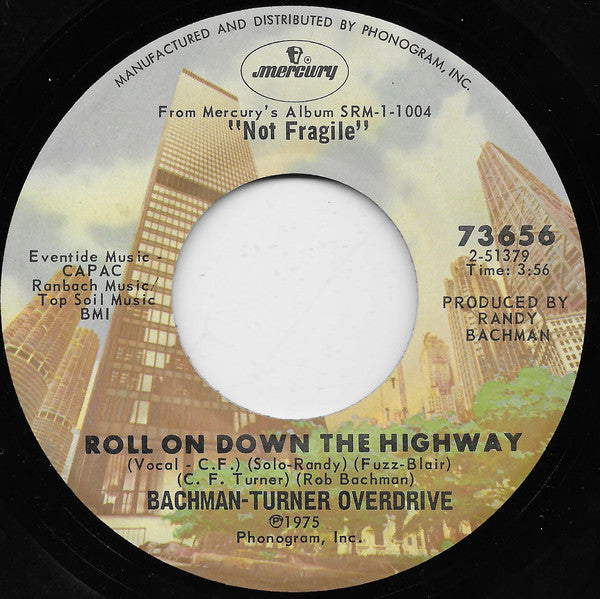 MANUFACTURED AND DISTRIBUTED BY PHONOGRAM, INC.
mercury
From Mercury's Album SRM-1-1004
"Not Fragile"
73656
2-51379
Time: 3:56
Eventide Music -
CAPAC
Ranbach Music/
Top Soil Music
BMI
PRODUCED BY
RANDY
BACHMAN
ROLL ON DOWN THE HIGHWAY
(Vocal - C.F.) (Solo-Randy) (Fuzz-Blair)
(C. F. Turner) (Rob Bachman)
BACHMAN-TURNER OVERDRIVE
℗1975
Phonogram, Inc.